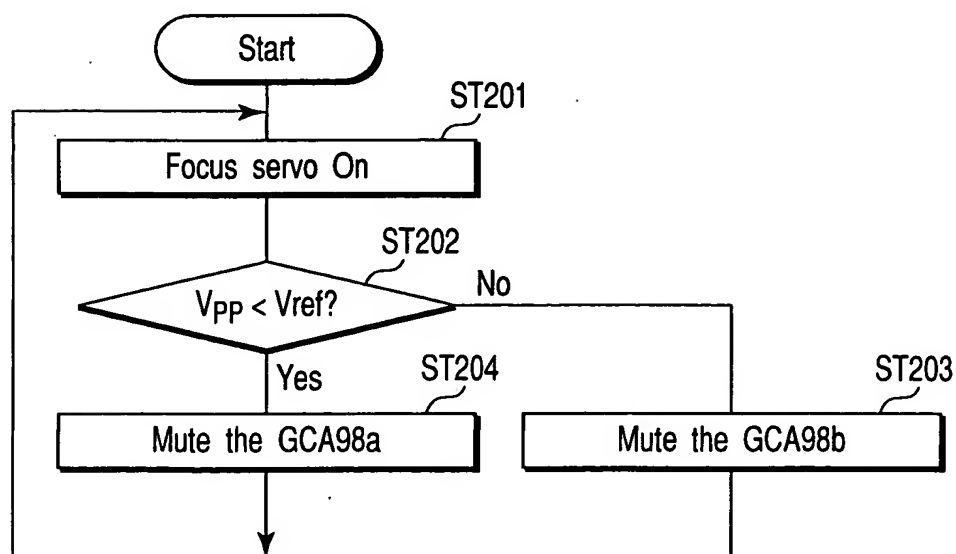 Start
ST201
Focus servo On
ST202
VPP < Vref?
No
Yes
ST204
Mute the GCA98a
ST203
Mute the GCA98b